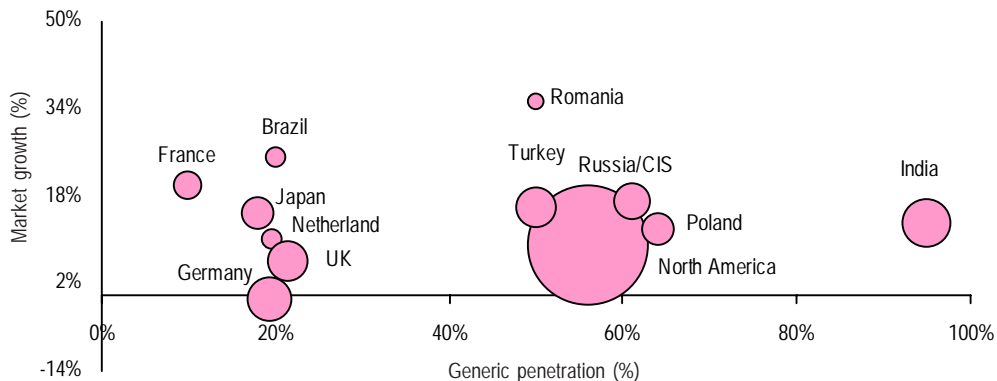 50%
34%
18%
2%
-14%
Market growth (%)
Romania
Brazil
France
Turkey
Russia/CIS
India
Japan
Netherland
Poland
UK
North America
Germany
0%
20%
40%
60%
80%
100%
Generic penetration (%)